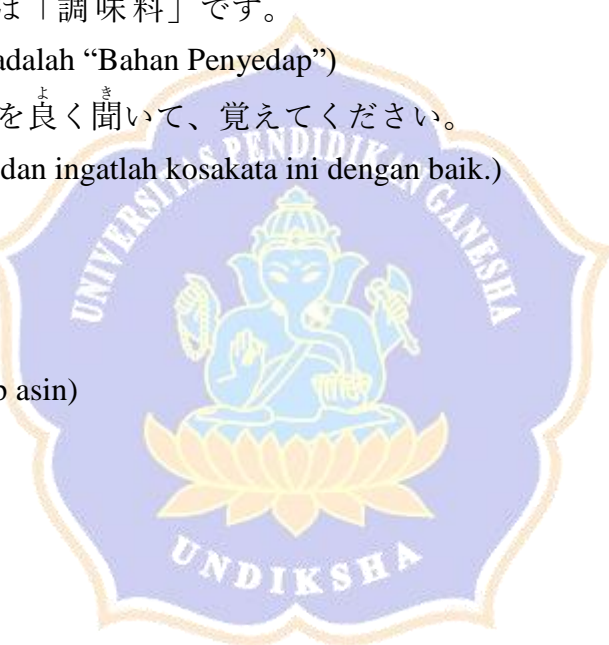 は「調味料」です。
adalah “Bahan Penyedap”)
を良く聞いて、覚えてください。
dan ingatlah kosakata ini dengan baik.)
UNIVERSITAS PENDIDIKAN GANESHA
asin)
UNDIKSHA